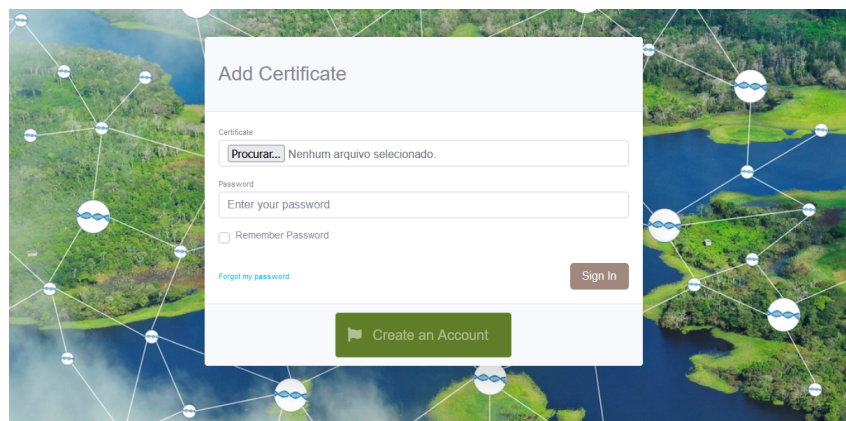 Add Certificate
Certificate
Procurar... Nenhum arquivo selecionado.
Password
Enter your password
Remember Password
Forgot my password
Sign In
Create an Account